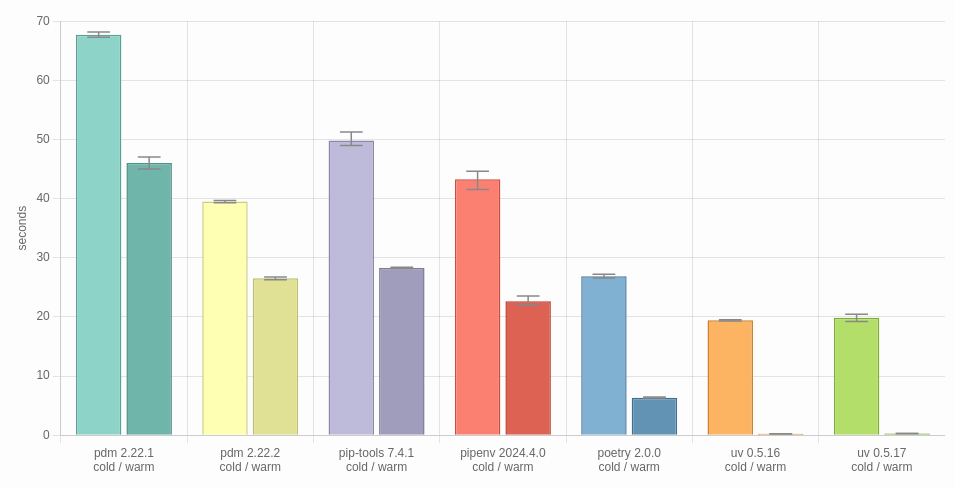 70
60
50
40
30
20
10
0
seconds
pdm 2.22.1
cold / warm
pdm 2.22.2
cold / warm
pip-tools 7.4.1
cold / warm
pipenv 2024.4.0
cold / warm
poetry 2.0.0
cold / warm
uv 0.5.16
cold / warm
uv 0.5.17
cold / warm